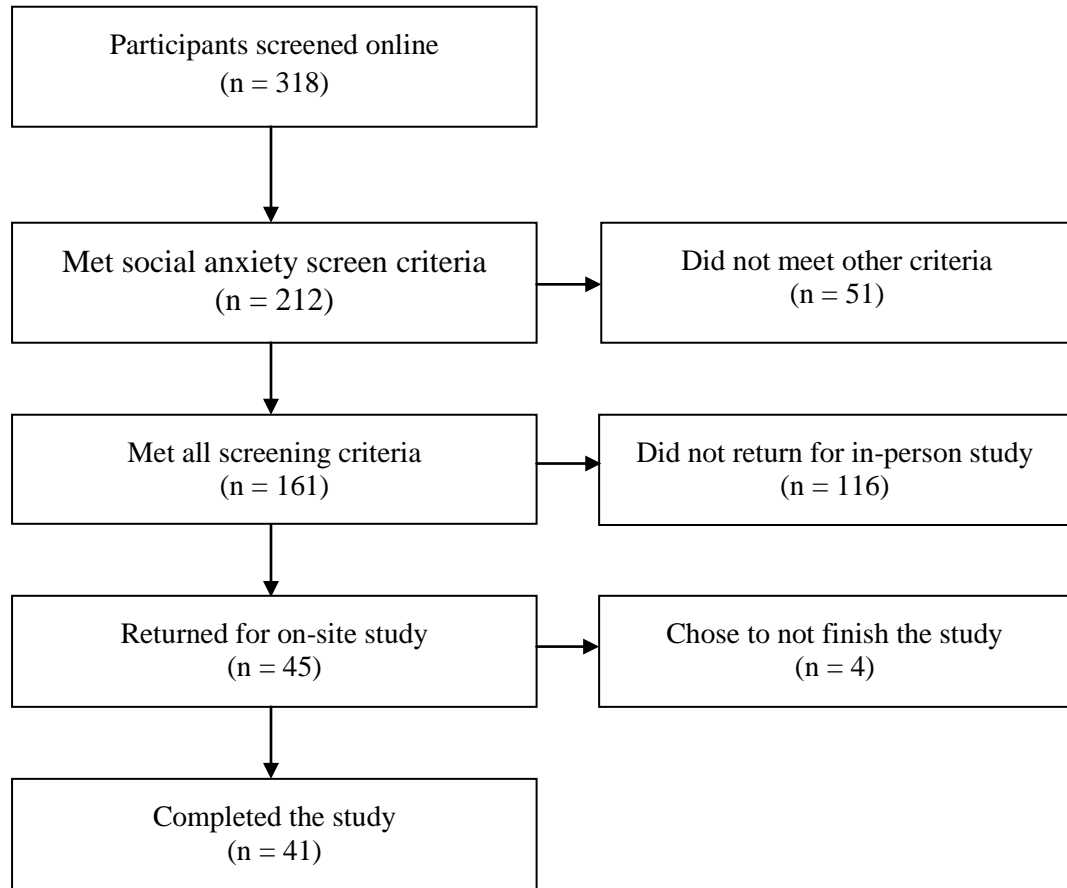 Participants screened online
(n = 318)
Met social anxiety screen criteria
(n = 212)
Did not meet other criteria
(n = 51)
Met all screening criteria
(n = 161)
Did not return for in-person study
(n = 116)
Returned for on-site study
(n = 45)
Chose to not finish the study
(n = 4)
Completed the study
(n = 41)